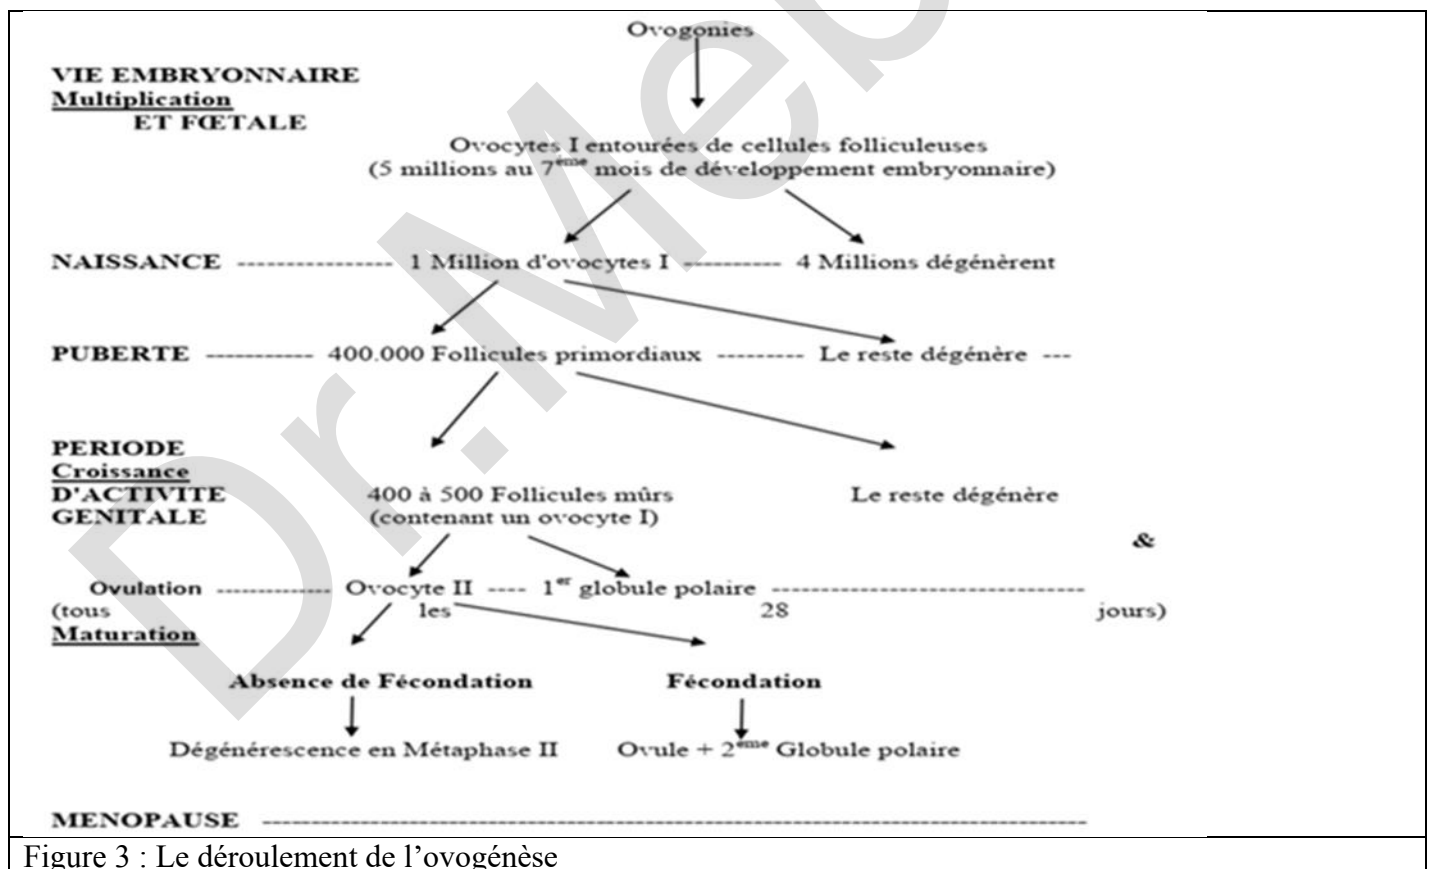 Ovogonies
VIE EMBRYONNAIRE
Multiplication
ET FŒTALE
Ovocytes I entourées de cellules folliculeuses
(5 millions au 7ème mois de développement embryonnaire)
NAISSANCE ---------------- 1 Million d'ovocytes I ---------- 4 Millions dégénèrent
PUBERTE ----------- 400.000 Follicules primordiaux --------- Le reste dégénère ---
PERIODE
Croissance
D'ACTIVITE 400 à 500 Follicules mûrs Le reste dégénère
GENITALE (contenant un ovocyte I)
&
Ovulation ------------ Ovocyte II ---- 1er globule polaire ---------------------------------
(tous les 28 jours)
Maturation
Absence de Fécondation Fécondation
Dégénérescence en Métaphase II Ovule + 2ème Globule polaire
MENOPAUSE ---------------------------------------------------------------------------------------
Figure 3 : Le déroulement de l’ovogénèse
Dr.Meb